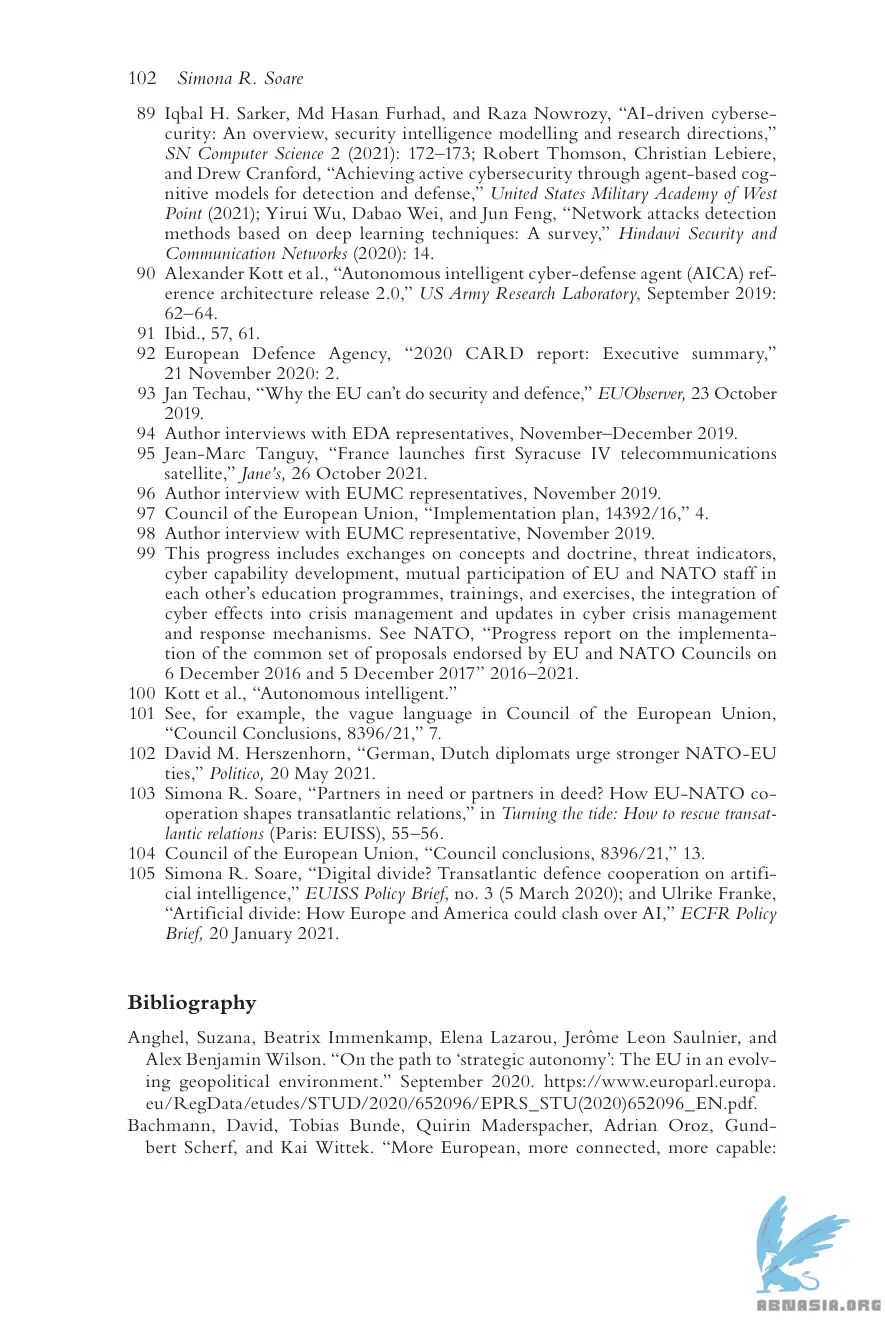 102 Simona R. Soare
89 Iqbal H. Sarker, Md Hasan Furhad, and Raza Nowrozy, “AI-driven cyberse-
curity: An overview, security intelligence modelling and research directions,”
SN Computer Science 2 (2021): 172–173; Robert Thomson, Christian Lebiere,
and Drew Cranford, “Achieving active cybersecurity through agent-based cog-
nitive models for detection and defense,” United States Military Academy of West
Point (2021); Yirui Wu, Dabao Wei, and Jun Feng, “Network attacks detection
methods based on deep learning techniques: A survey,” Hindawi Security and
Communication Networks (2020): 14.
90 Alexander Kott et al., “Autonomous intelligent cyber-defense agent (AICA) ref-
erence architecture release 2.0,” US Army Research Laboratory, September 2019:
62–64.
91 Ibid., 57, 61.
92 European Defence Agency, “2020 CARD report: Executive summary,”
21 November 2020: 2.
93 Jan Techau, “Why the EU can’t do security and defence,” EUObserver, 23 October
2019.
94 Author interviews with EDA representatives, November–December 2019.
95 Jean-Marc Tanguy, “France launches first Syracuse IV telecommunications
satellite,” Jane’s, 26 October 2021.
96 Author interview with EUMC representatives, November 2019.
97 Council of the European Union, “Implementation plan, 14392/16,” 4.
98 Author interview with EUMC representative, November 2019.
99 This progress includes exchanges on concepts and doctrine, threat indicators,
cyber capability development, mutual participation of EU and NATO staff in
each other’s education programmes, trainings, and exercises, the integration of
cyber effects into crisis management and updates in cyber crisis management
and response mechanisms. See NATO, “Progress report on the implementa-
tion of the common set of proposals endorsed by EU and NATO Councils on
6 December 2016 and 5 December 2017” 2016–2021.
100 Kott et al., “Autonomous intelligent.”
101 See, for example, the vague language in Council of the European Union,
“Council Conclusions, 8396/21,” 7.
102 David M. Herszenhorn, “German, Dutch diplomats urge stronger NATO-EU
ties,” Politico, 20 May 2021.
103 Simona R. Soare, “Partners in need or partners in deed? How EU-NATO co-
operation shapes transatlantic relations,” in Turning the tide: How to rescue transat-
lantic relations (Paris: EUISS), 55–56.
104 Council of the European Union, “Council conclusions, 8396/21,” 13.
105 Simona R. Soare, “Digital divide? Transatlantic defence cooperation on artifi-
cial intelligence,” EUISS Policy Brief, no. 3 (5 March 2020); and Ulrike Franke,
“Artificial divide: How Europe and America could clash over AI,” ECFR Policy
Brief, 20 January 2021.
Bibliography
Anghel, Suzana, Beatrix Immenkamp, Elena Lazarou, Jerôme Leon Saulnier, and
Alex Benjamin Wilson. “On the path to ‘strategic autonomy’: The EU in an evolv-
ing geopolitical environment.” September 2020. https://www.europarl.europa.
eu/RegData/etudes/STUD/2020/652096/EPRS_STU(2020)652096_EN.pdf.
Bachmann, David, Tobias Bunde, Quirin Maderspacher, Adrian Oroz, Gund-
bert Scherf, and Kai Wittek. “More European, more connected, more capable:
ABNASIA.ORG